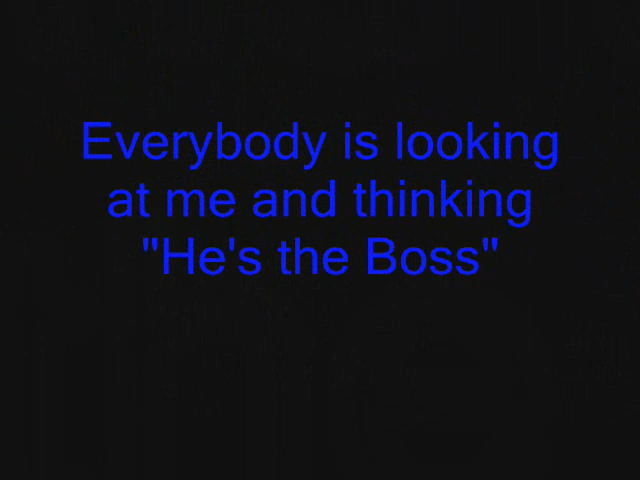 Everybody is looking
at me and thinking
"He's the Boss"